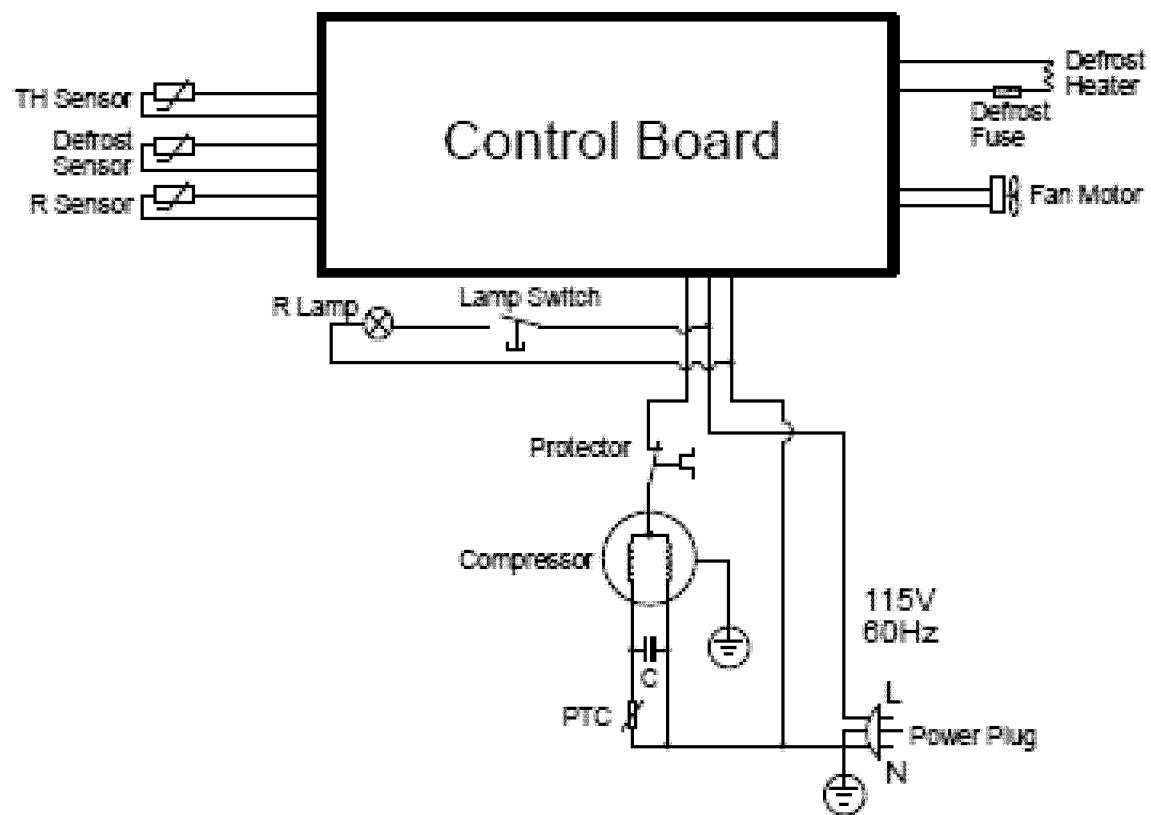 Control Board
TH Sensor
Defrost
Sensor
R Sensor
Defrost
Heater
Defrost
Fuse
Fan Motor
R Lamp
Lamp Switch
Protector
Compressor
115V
60Hz
C
PTC
L
Power Plug
N